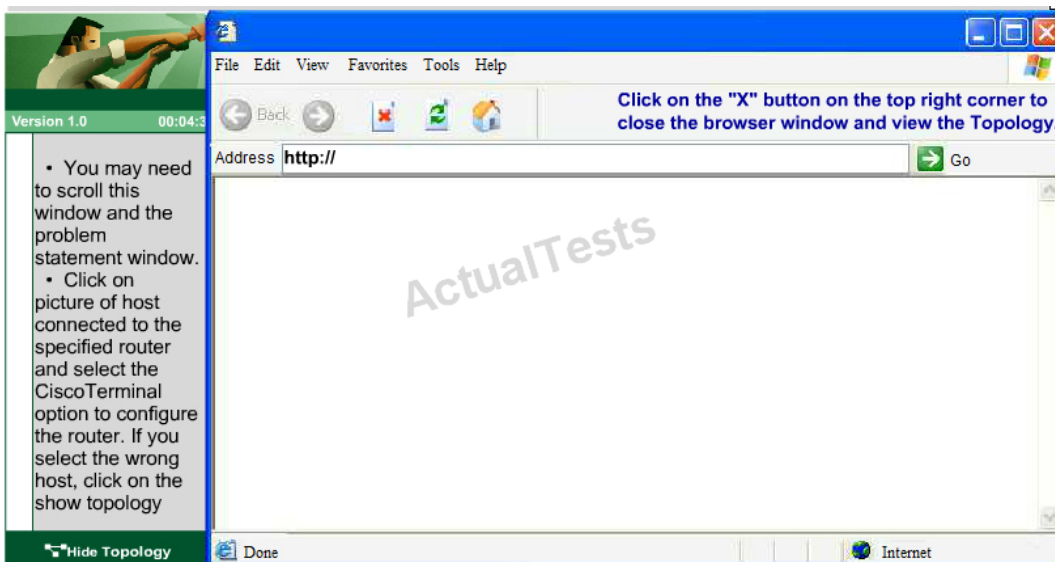 Version 1.0 00:04:3
• You may need
to scroll this
window and the
problem
statement window.
• Click on
picture of host
connected to the
specified router
and select the
CiscoTerminal
option to configure
the router. If you
select the wrong
host, click on the
show topology
Hide Topology
File Edit View Favorites Tools Help
Back
Click on the "X" button on the top right corner to
close the browser window and view the Topology.
Address http://
Go
ActualTests
Done
Internet